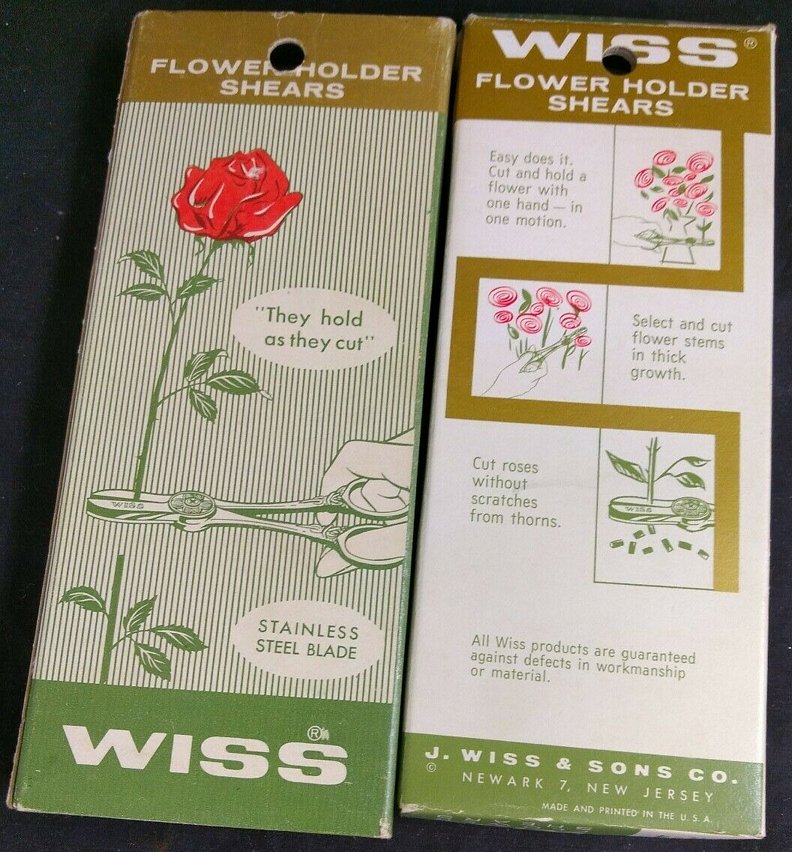 FLOWER HOLDER
SHEARS
"They hold
as they cut"
WISS
STAINLESS
STEEL BLADE
WISS®
WISS®
FLOWER HOLDER
SHEARS
Easy does it.
Cut and hold a
flower with
one hand — in
one motion.
Select and cut
flower stems
in thick
growth.
Cut roses
without
scratches
from thorns.
WISS
All Wiss products are guaranteed
against defects in workmanship
or material.
J. WISS & SONS CO.
© NEWARK 7, NEW JERSEY
MADE AND PRINTED IN THE U.S.A.